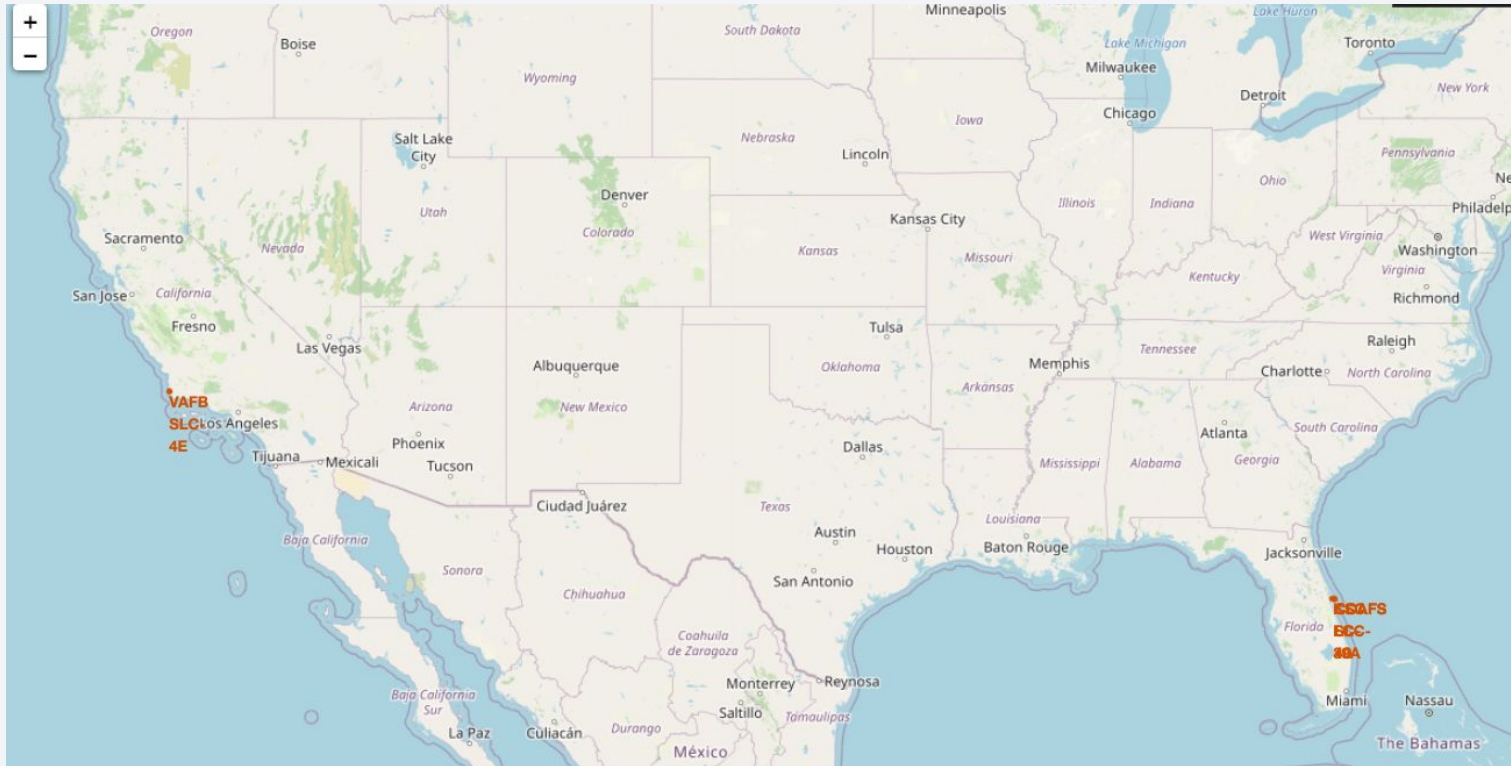 +
−
Minneapolis
Lake Huron
Oregon
Boise
South Dakota
Lake Michigan
Toronto
Milwaukee
Wyoming
Detroit
New York
Chicago
Iowa
Nebraska
Salt Lake
City
Lincoln
Pennsylvania
Ohio
Illinois
Indiana
Denver
Utah
Colorado
Kansas City
Sacramento
Nevada
Kansas
Missouri
West Virginia
Washington
Kentucky
Virginia
San Jose
California
Richmond
Fresno
Tulsa
Las Vegas
Raleigh
Tennessee
Albuquerque
Oklahoma
Memphis
Charlotte
North Carolina
Arkansas
VAFB
SLC-
4E
Los Angeles
Arizona
New Mexico
Phoenix
Atlanta
South Carolina
Dallas
Tijuana
Mexicali
Tucson
Mississippi
Alabama
Georgia
Ciudad Juárez
Texas
Louisiana
Austin
Baja California
Houston
Baton Rouge
Jacksonville
Sonora
San Antonio
Chihuahua
Florida
Coahuila
de Zaragoza
Monterrey
Reynosa
Baja California
Sur
Saltillo
Tamaulipas
Miami
Nassau
La Paz
Culiacán
Durango
México
The Bahamas